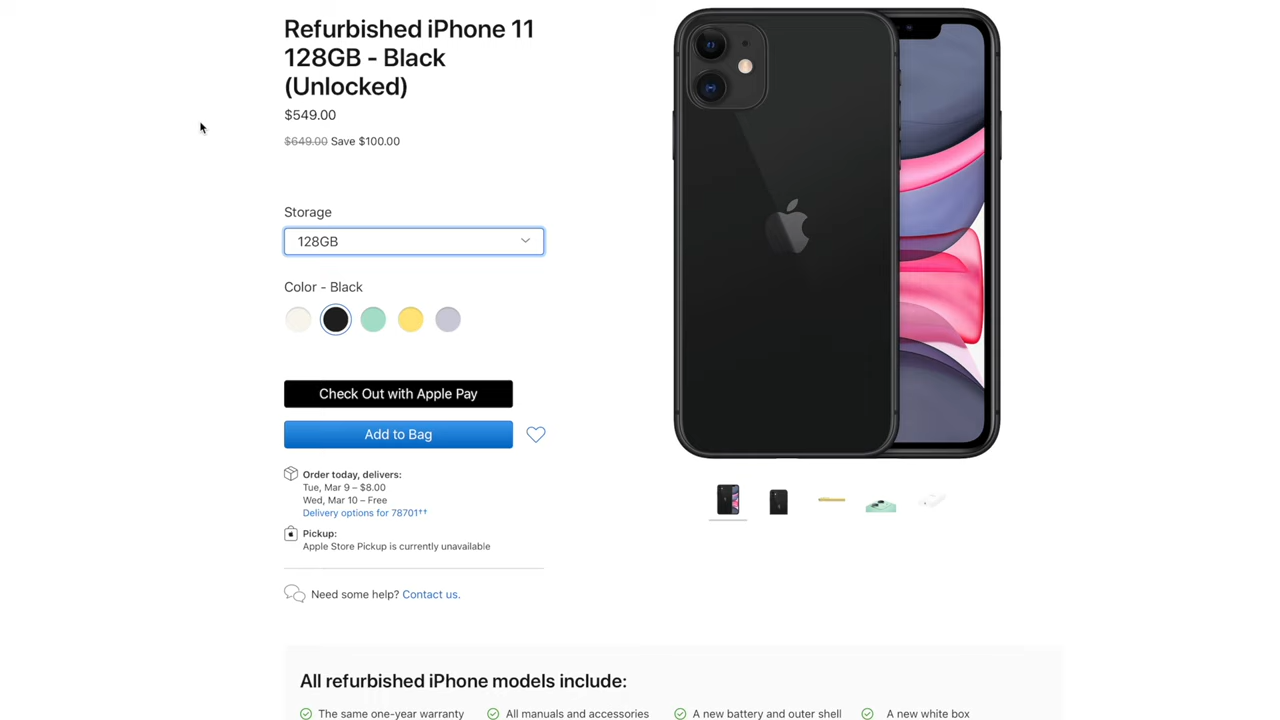 Refurbished iPhone 11
128GB - Black
(Unlocked)
$549.00
$649.00 Save $100.00
Storage
128GB
Color - Black
Check Out with Apple Pay
Add to Bag
Order today, delivers:
Tue, Mar 9 – $8.00
Wed, Mar 10 – Free
Delivery options for 78701††
Pickup:
Apple Store Pickup is currently unavailable
Need some help? Contact us.
All refurbished iPhone models include:
The same one-year warranty
All manuals and accessories
A new battery and outer shell
A new white box